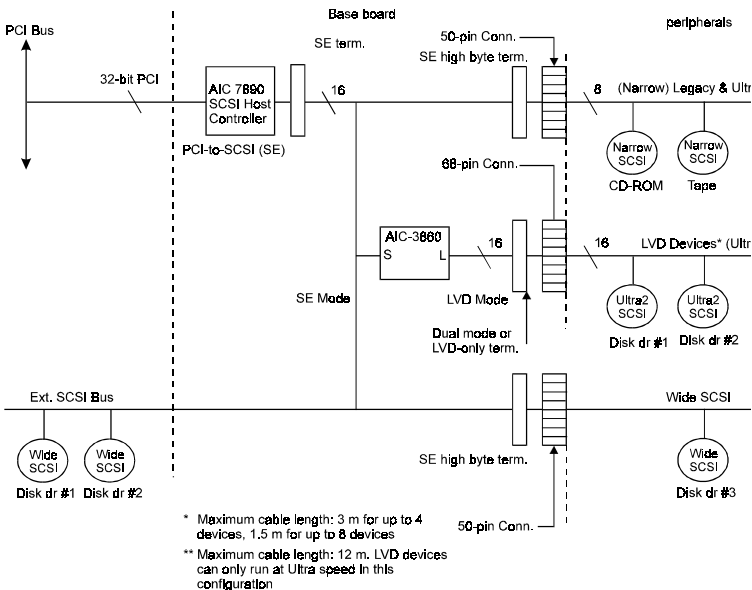 Base board
peripherals
PCI Bus
SE term.
50-pin Conn.
SE high byte term.
32-bit PCI
AIC 7890
SCSI Host
Controller
16
8
(Narrow) Legacy & Ultr
PCI-to-SCSI (SE)
Narrow
SCSI
Narrow
SCSI
CD-ROM
Tape
68-pin Conn.
AIC-3860
S
L
16
16
LVD Devices* (Ultr
SE Mode
LVD Mode
Ultra2
SCSI
Ultra2
SCSI
Dual mode or
LVD-only term.
Disk dr #1
Disk dr #2
Ext. SCSI Bus
Wide SCSI
Wide
SCSI
Wide
SCSI
Wide
SCSI
SE high byte term.
Disk dr #1
Disk dr #2
Disk dr #3
50-pin Conn.
* Maximum cable length: 3 m for up to 4
devices, 1.5 m for up to 8 devices
** Maximum cable length: 12 m. LVD devices
can only run at Ultra speed in this
configuration